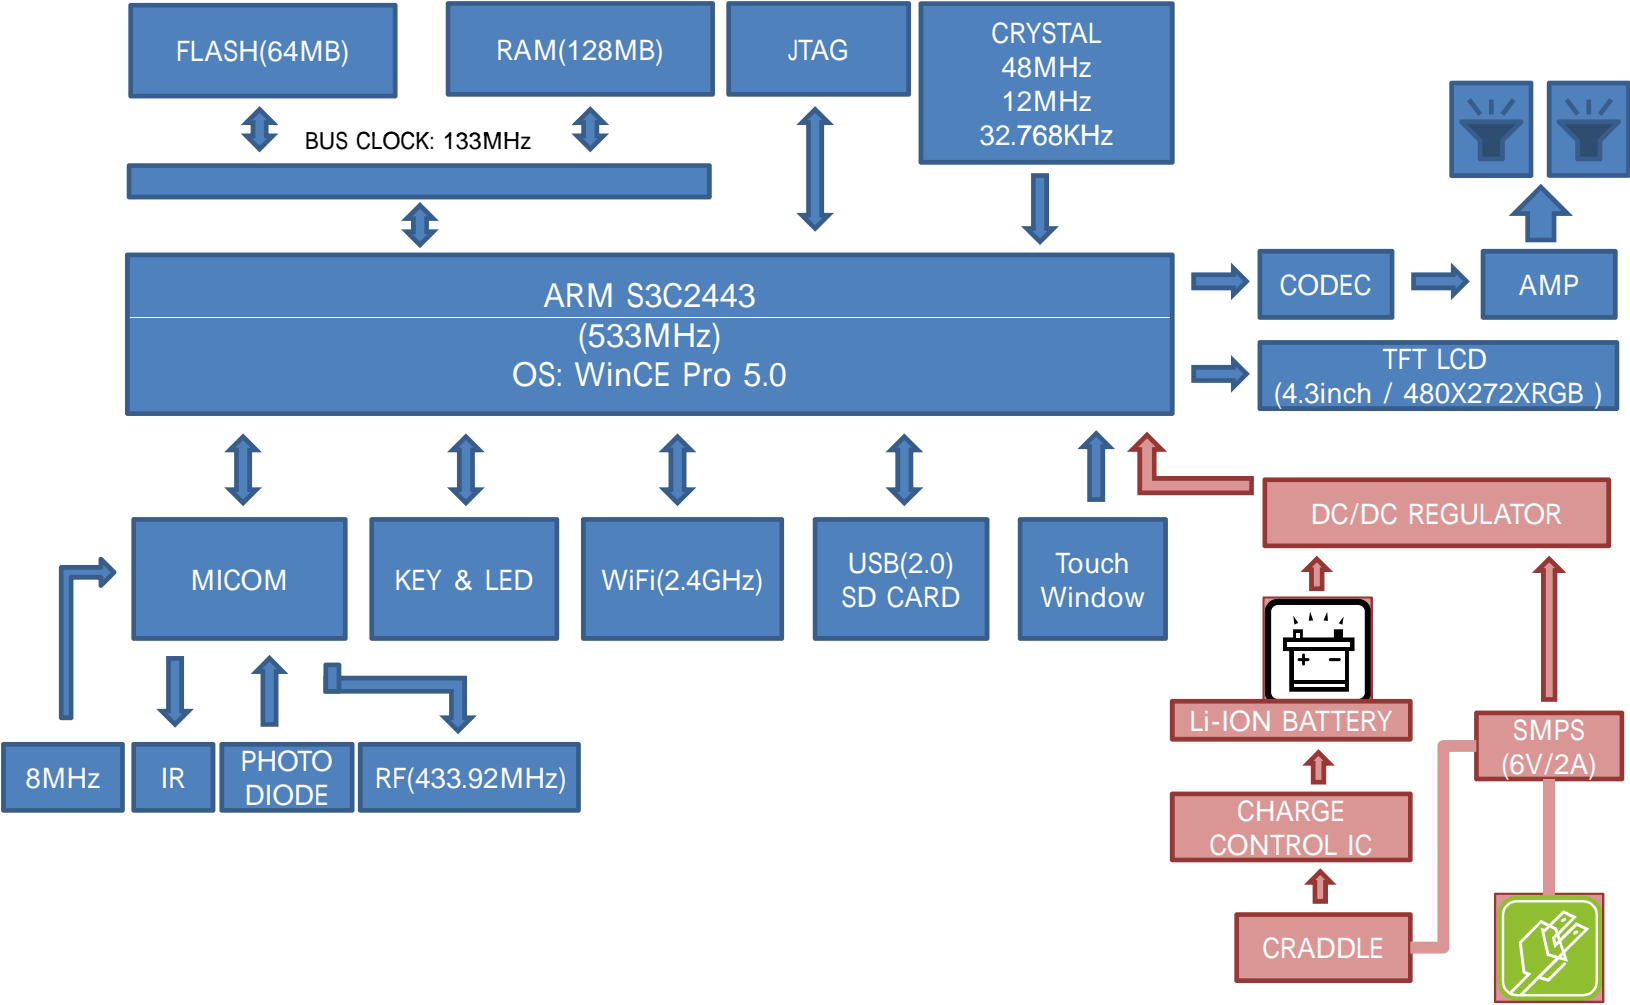 FLASH(64MB)
RAM(128MB)
JTAG
CRYSTAL
48MHz
12MHz
32.768KHz
BUS CLOCK: 133MHz
ARM S3C2443
(533MHz)
OS: WinCE Pro 5.0
CODEC
AMP
TFT LCD
(4.3inch / 480X272XRGB )
MICOM
KEY & LED
WiFi(2.4GHz)
USB(2.0)
SD CARD
Touch
Window
DC/DC REGULATOR
+ -
Li-ION BATTERY
SMPS
(6V/2A)
8MHz
IR
PHOTO
DIODE
RF(433.92MHz)
CHARGE
CONTROL IC
CRADDLE